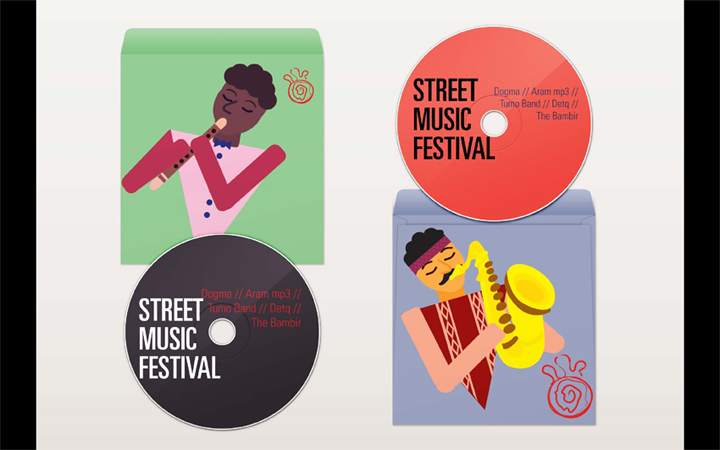 STREET
MUSIC
FESTIVAL
Dogma // Aram mp3 //
Tumo Band // Detq //
The Bambir
STREET
MUSIC
FESTIVAL
Dogma // Aram mp3 //
Tumo Band // Detq //
The Bambir